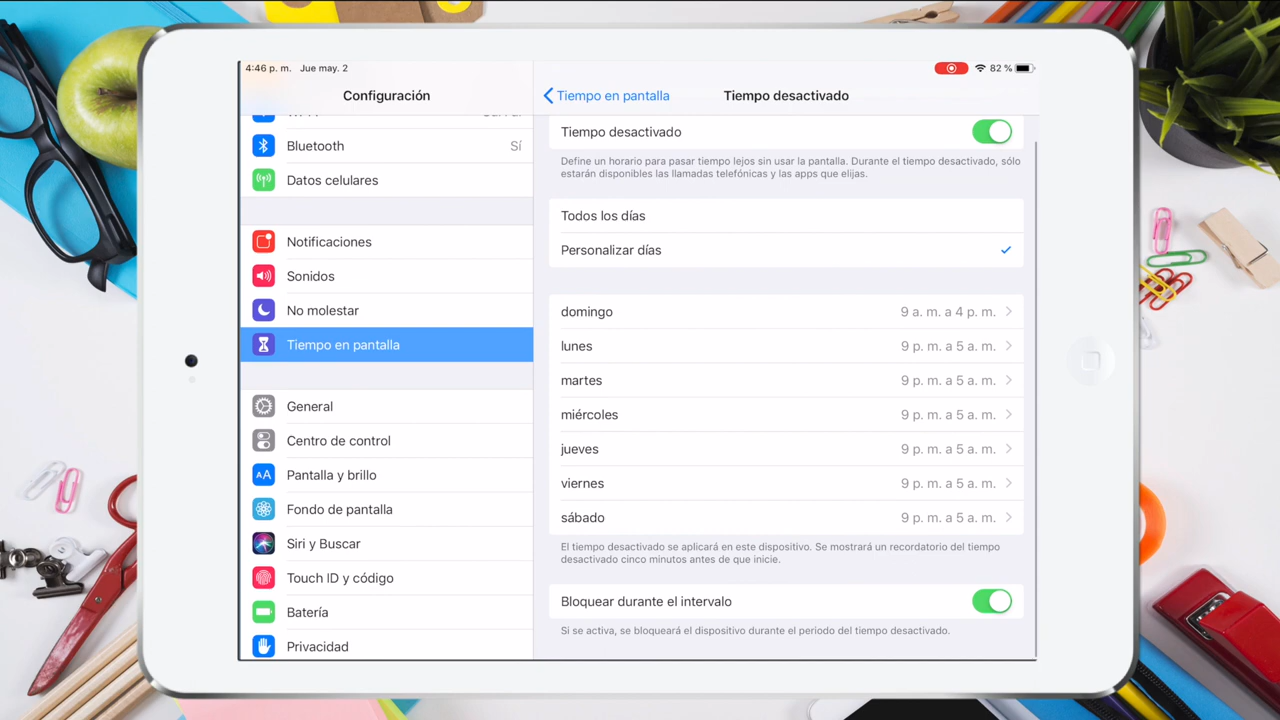 4:46 p. m. Jue may. 2
82 %
Configuración
Bluetooth
Sí
Datos celulares
Notificaciones
Sonidos
No molestar
Tiempo en pantalla
General
Centro de control
Pantalla y brillo
Fondo de pantalla
Siri y Buscar
Touch ID y código
Batería
Privacidad
Tiempo en pantalla
Tiempo desactivado
Tiempo desactivado
Define un horario para pasar tiempo lejos sin usar la pantalla. Durante el tiempo desactivado, sólo
estarán disponibles las llamadas telefónicas y las apps que elijas.
Todos los días
Personalizar días
domingo 9 a. m. a 4 p. m.
lunes 9 p. m. a 5 a. m.
martes 9 p. m. a 5 a. m.
miércoles 9 p. m. a 5 a. m.
jueves 9 p. m. a 5 a. m.
viernes 9 p. m. a 5 a. m.
sábado 9 p. m. a 5 a. m.
El tiempo desactivado se aplicará en este dispositivo. Se mostrará un recordatorio del tiempo
desactivado cinco minutos antes de que inicie.
Bloquear durante el intervalo
Si se activa, se bloqueará el dispositivo durante el periodo del tiempo desactivado.